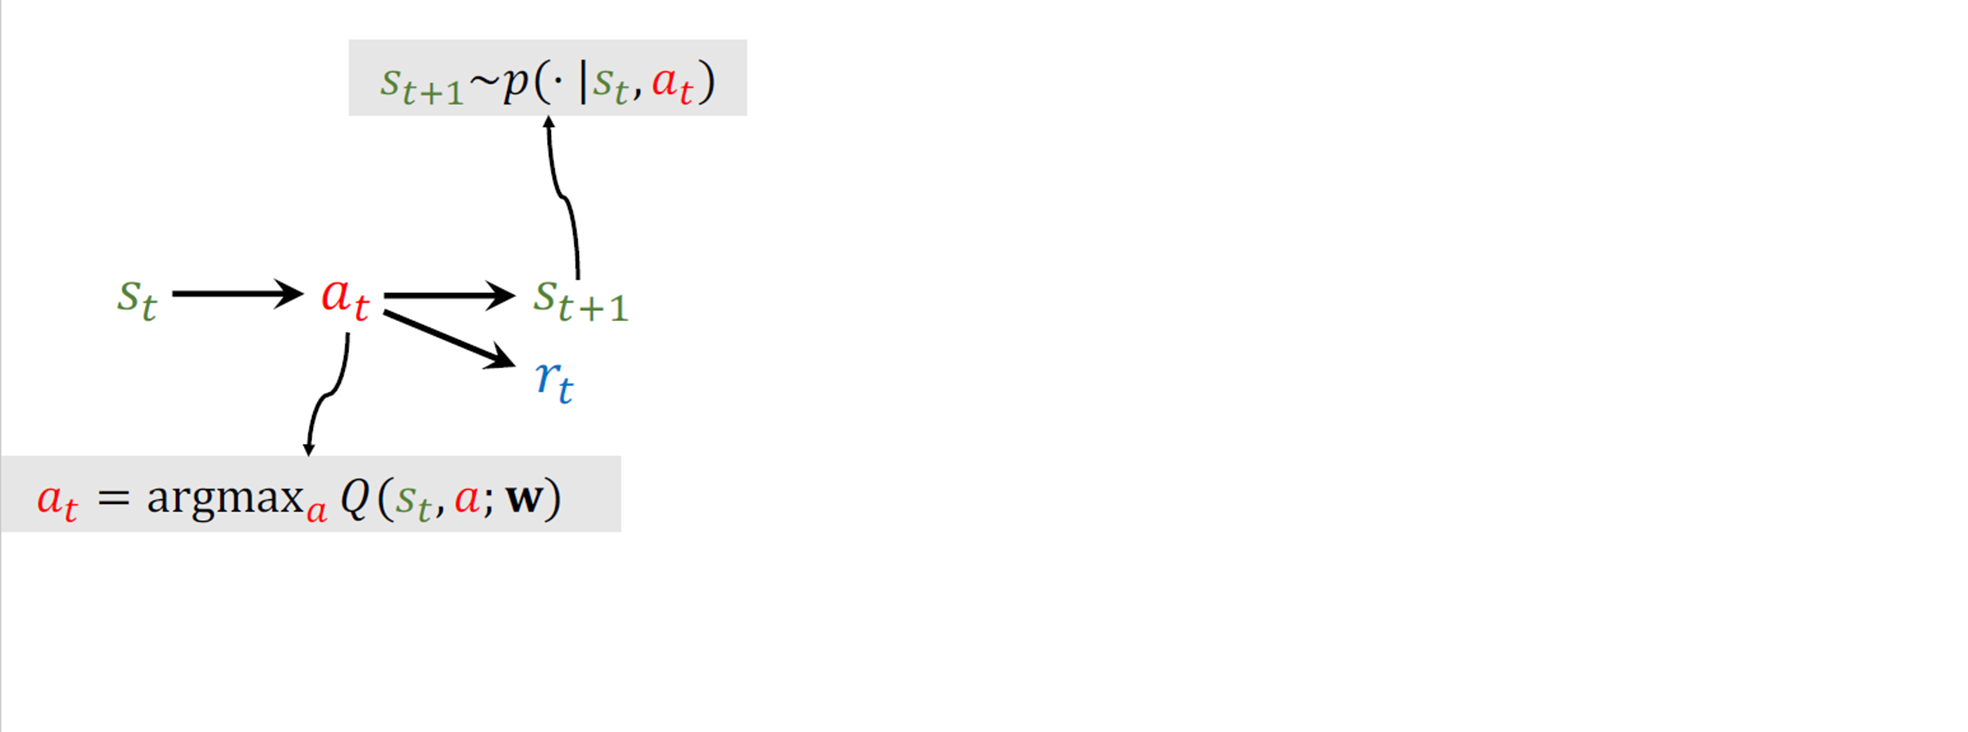 s_{t+1}~p(· |s_t, a_t)
s_t a_t s_{t+1}
r_t
a_t = argmax_a Q(s_t, a; w)